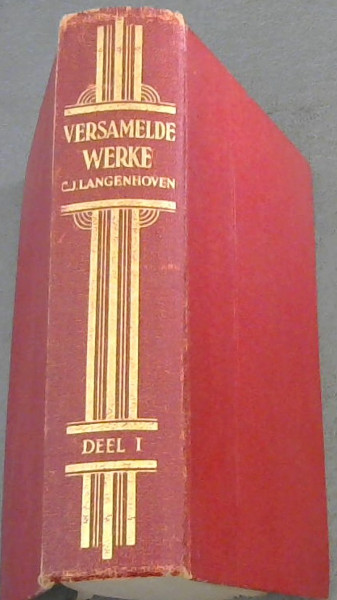 VERSAMELDE
WERKE
C.J. LANGENHOVEN
DEEL I